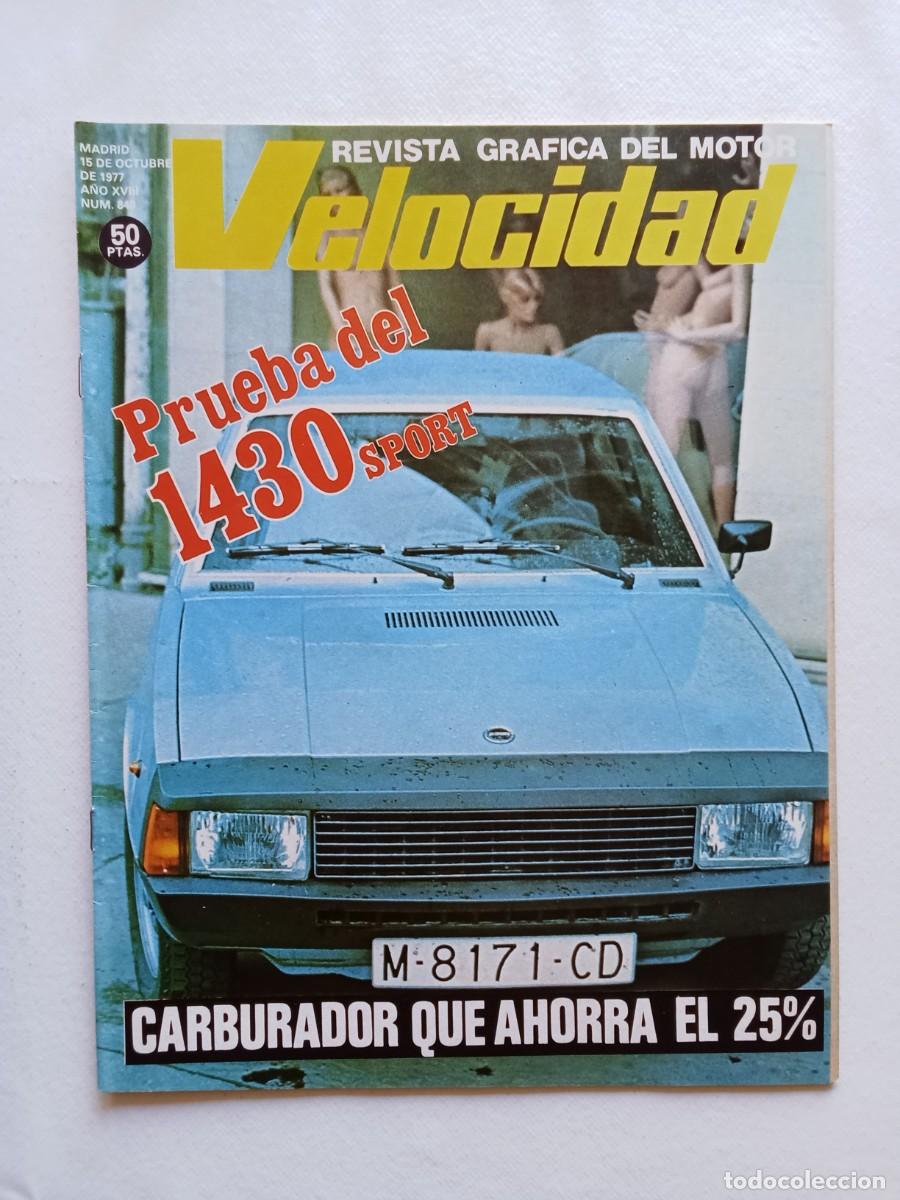 MADRID
15 DE OCTUBRE
DE 1977
AÑO XVIII
NUM.
50
PTAS.
REVISTA GRAFICA DEL MOTOR
Velocidad
Prueba del
1430 SPORT
M-8171-CD
CARBURADOR QUE AHORRA EL 25%
todocoleccion